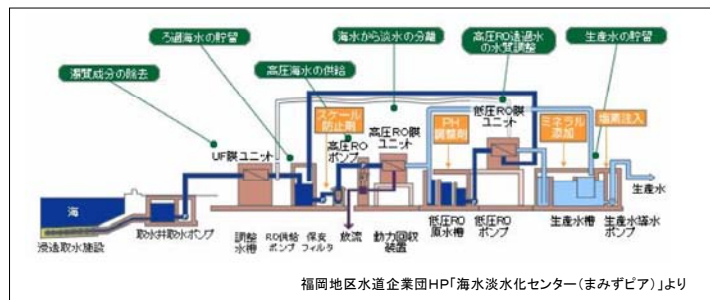 海水から淡水の分離
高圧RO透過水
の水質調整
ろ過海水の貯留
生産水の貯留
高圧海水の供給
濁質成分の除去
スケール
防止剤
高圧RO
ポンプ
高圧RO膜
ユニット
PH
調整剤
低圧RO膜
ユニット
ミネラル
添加
塩素注入
UF膜ユニット
生産水
海
浸透取水施設
取水井取水ポンプ
調整
水槽
RO供給
ポンプ
保安
フィルタ
放流
動力回収
装置
低圧RO
原水槽
低圧RO
ポンプ
生産水槽
生産水導水
ポンプ
福岡地区水道企業団HP「海水淡水化センター(まみずピア)」より